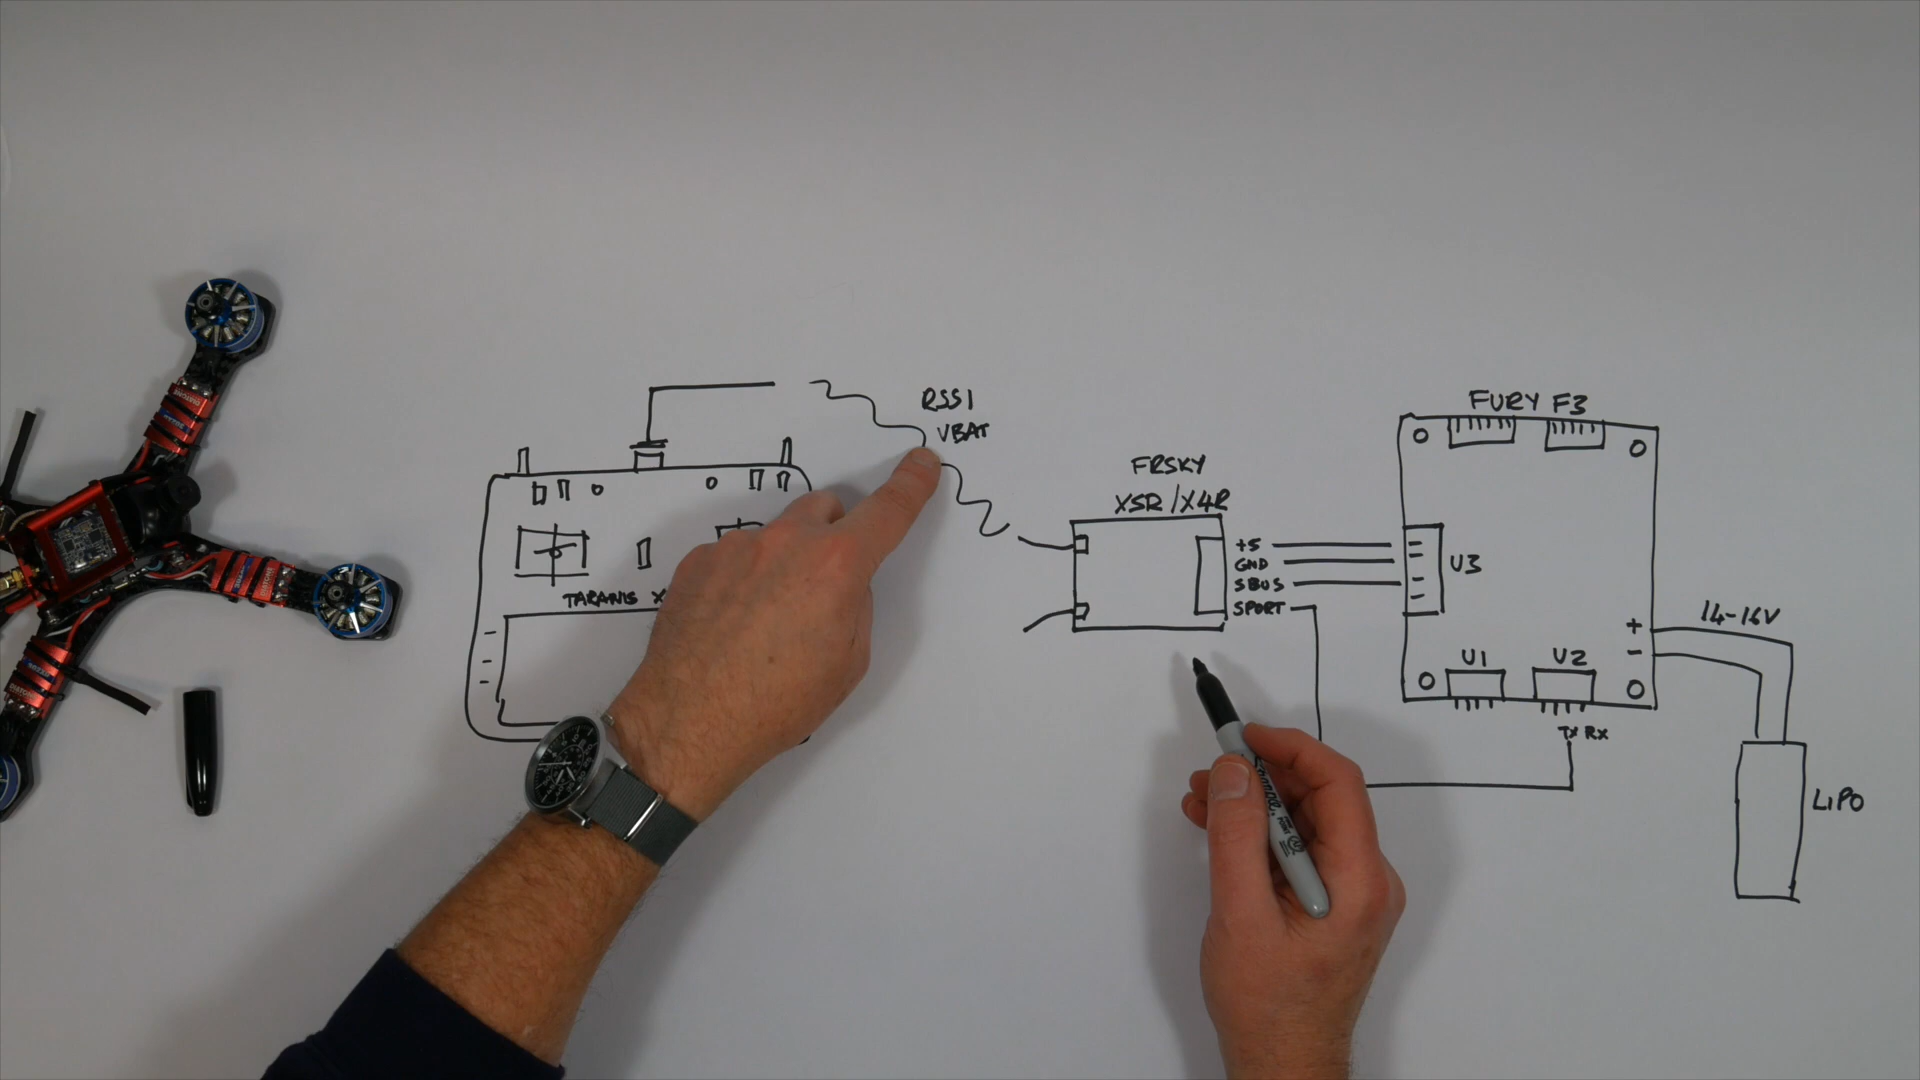 RSSI
VBAT
TARANIS X
FRSKY
XSR/X4R
+5
GND
SBUS
SPORT
FURY F3
U3
U1
U2
TX RX
+
-
14-16V
LIPO